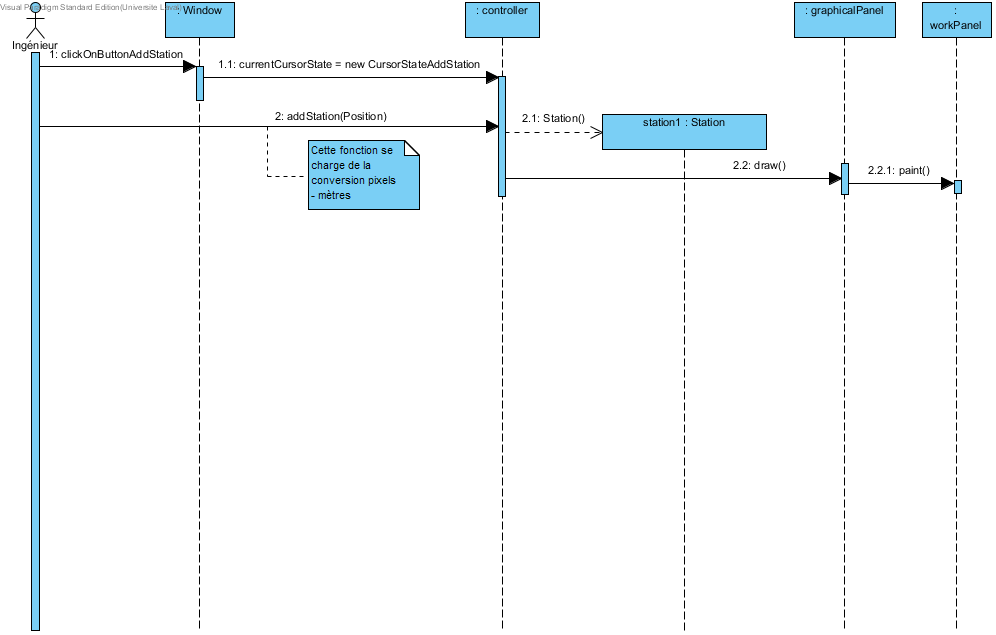 Visual Paradigm Standard Edition(Universite Laval)
: Window
: controller
: graphicalPanel
:
workPanel
Ingénieur
1: clickOnButtonAddStation
1.1: currentCursorState = new CursorStateAddStation
2: addStation(Position)
2.1: Station()
station1 : Station
Cette fonction se
charge de la
conversion pixels
- mètres
2.2: draw()
2.2.1: paint()